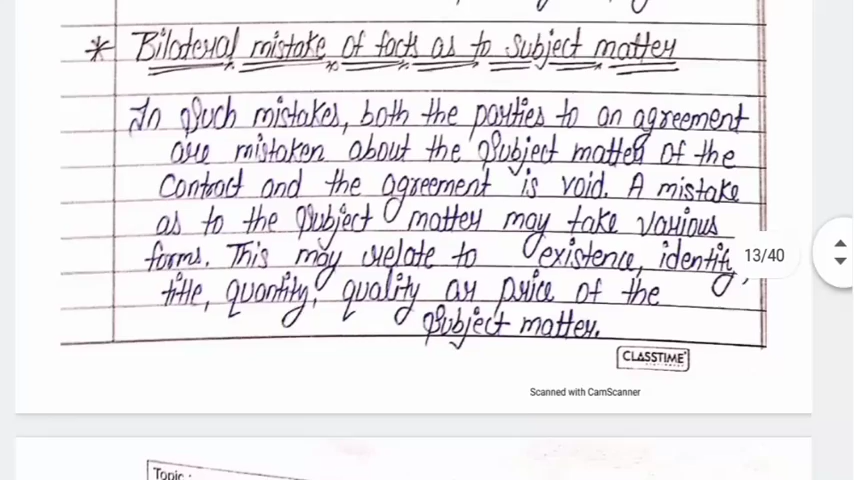 * Bilateral mistake of facts as to subject matter
In Such mistakes, both the parties to an agreement
are mistaken about the Subject matter of the
Contract and the agreement is void. A mistake
as to the Subject matter may take various
forms. This may relate to existence, identity,
title, quantity, quality or price of the
Subject matter.
13/40
CLASSTIME
Scanned with CamScanner
Topic :